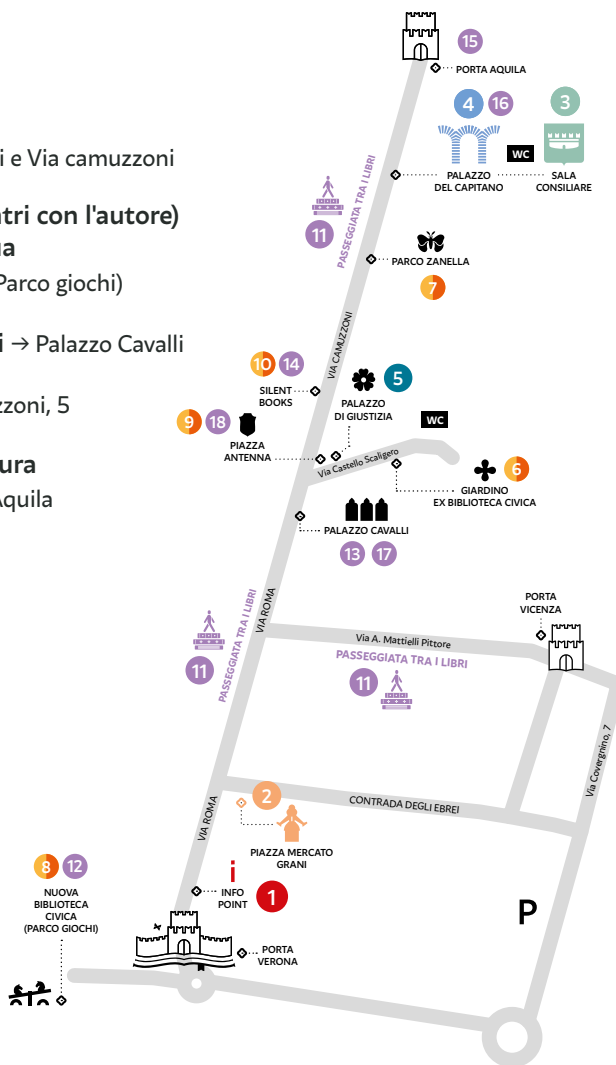 15
PORTA AQUILA
4
16
3
WC
PALAZZO
DEL CAPITANO
SALA
CONSILIARE
i e Via camuzzoni
PASSEGGIATA TRA I LIBRI
11
ntri con l'autore)
ua
PARCO ZANELLA
7
Parco giochi)
i → Palazzo Cavalli
VIA CAMUZZONI
10
14
SILENT
BOOKS
5
PALAZZO
DI GIUSTIZIA
zzoni, 5
9
18
PIAZZA
ANTENNA
WC
Via Castello Scaligero
6
GIARDINO
EX BIBLIOTECA CIVICA
ura
Aquila
PALAZZO CAVALLI
13
17
VIA ROMA
PORTA
VICENZA
PASSEGGIATA TRA I LIBRI
11
Via A. Mattielli Pittore
PASSEGGIATA TRA I LIBRI
11
Via Covergnino, 7
2
CONTRADA DEGLI EBREI
VIA ROMA
PIAZZA MERCATO
GRANI
8
12
NUOVA
BIBLIOTECA
CIVICA
(PARCO GIOCHI)
i
INFO
POINT
1
P
PORTA
VERONA